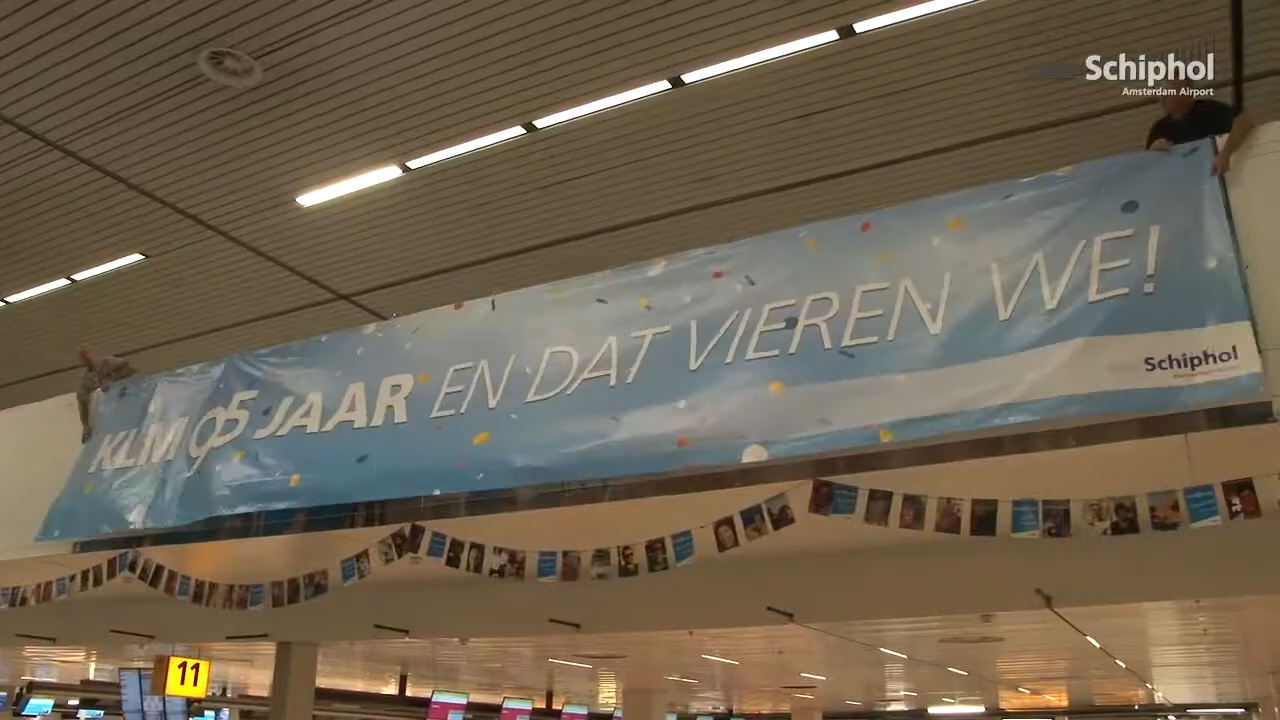 Schiphol
Amsterdam Airport
KLM 95 JAAR EN DAT VIEREN WE!
Schiphol
11